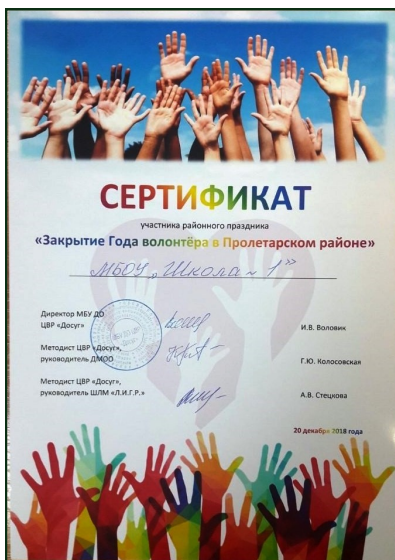 СЕРТИФИКАТ
участника районного праздника
«Закрытие Года волонтёра в Пролетарском районе»
МБОУ „Школа № 1”
Директор МБУ ДО
ЦВР «Досуг»
И.В. Воловик
Методист ЦВР «Досуг»,
руководитель ДМОО
Г.Ю. Колосовская
Методист ЦВР «Досуг»,
руководитель ШЛМ «Л.И.Г.Р.»
А.В. Стецкова
20 декабря 2018 года